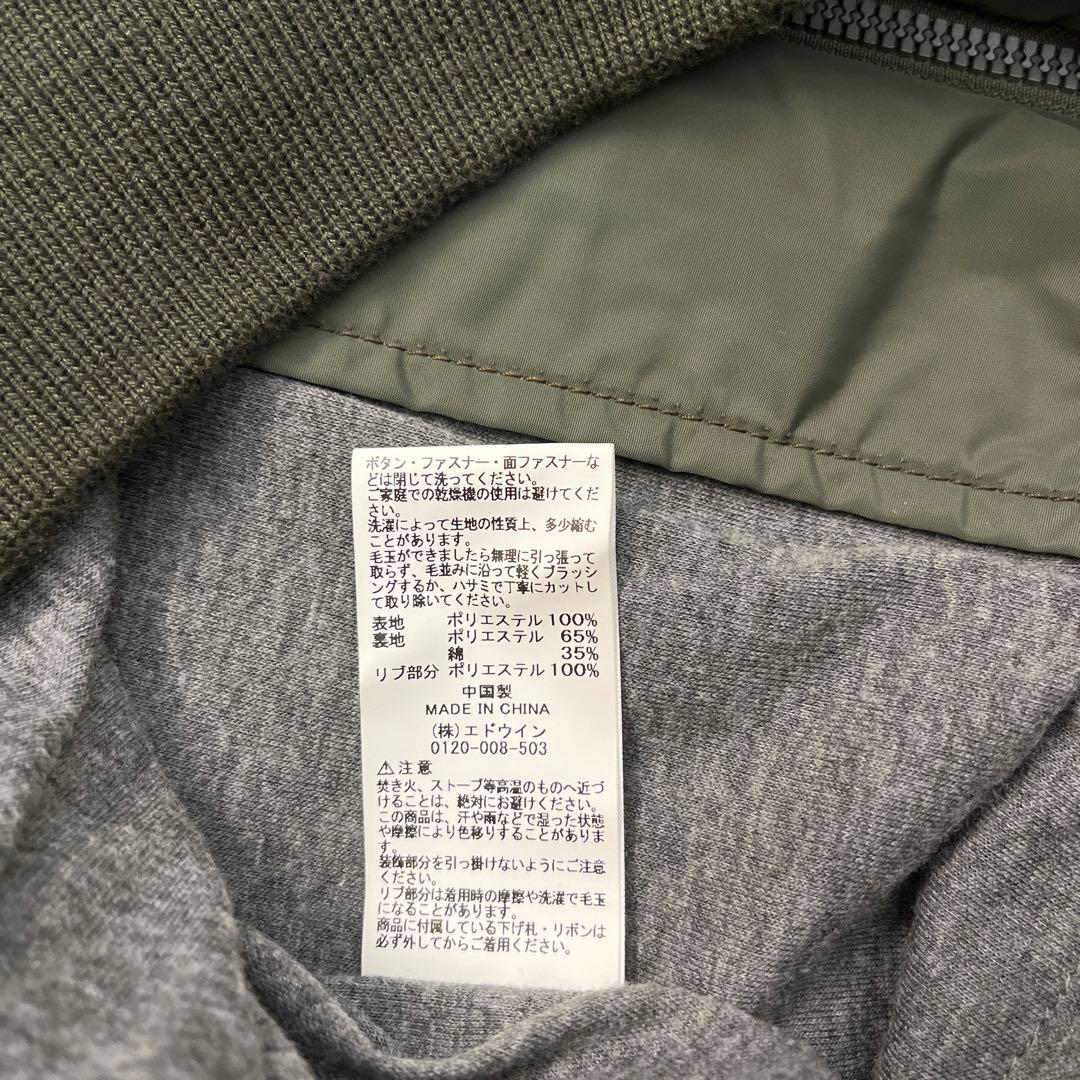 ボタン・ファスナー・面ファスナーな
どは閉じて洗ってください。
ご家庭での乾燥機の使用は避けてくだ
さい。
洗濯によって生地の性質上、多少縮む
ことがあります。
毛玉ができましたら無理に引っ張って
取らず、毛並みに沿って軽くブラッシ
ングするか、ハサミで丁寧にカットし
て取り除いてください。
表地 ポリエステル 100%
裏地 ポリエステル 65%
綿 35%
リブ部分 ポリエステル 100%
中国製
MADE IN CHINA
(株)エドウイン
0120-008-503
⚠注意
焚き火、ストーブ等高温のものへ近づ
けることは、絶対にお避けください。
この商品は、汗や雨などで湿った状態
や摩擦により色移りすることがありま
す。
装飾部分を引っ掛けないようにご注意
ください。
リブ部分は着用時の摩擦や洗濯で毛玉
になることがあります。
商品に付属している下げ札・リボンは
必ず外してからご着用ください。